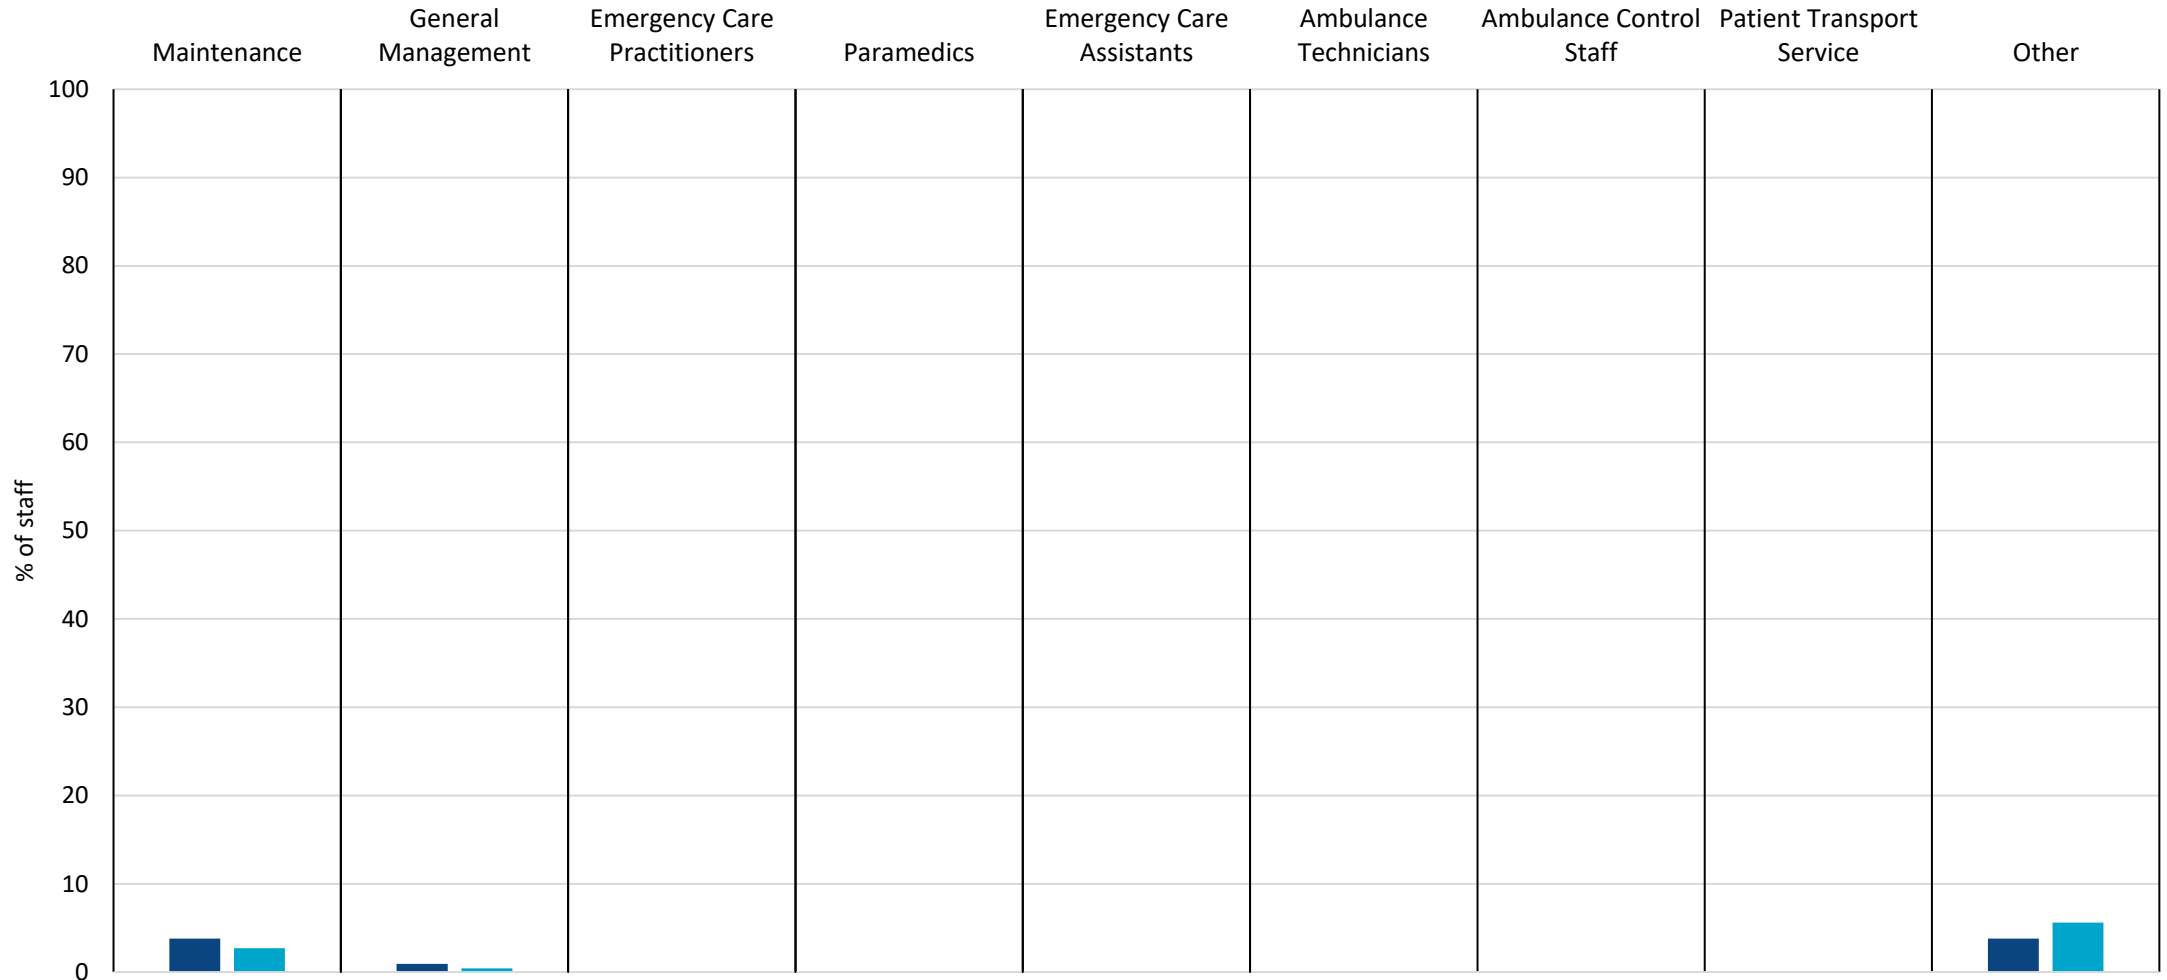 Maintenance
General
Management
Emergency Care
Practitioners
Paramedics
Emergency Care
Assistants
Ambulance
Technicians
Ambulance Control
Staff
Patient Transport
Service
Other
100
90
80
70
60
50
40
30
20
10
0
% of staff